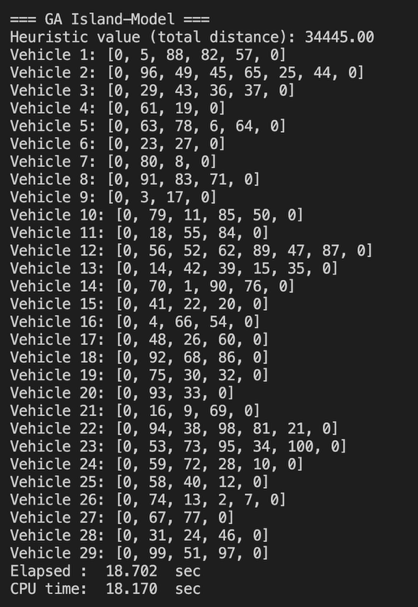 === GA Island-Model ===
Heuristic value (total distance): 34445.00
Vehicle 1: [0, 5, 88, 82, 57, 0]
Vehicle 2: [0, 96, 49, 45, 65, 25, 44, 0]
Vehicle 3: [0, 29, 43, 36, 37, 0]
Vehicle 4: [0, 61, 19, 0]
Vehicle 5: [0, 63, 78, 6, 64, 0]
Vehicle 6: [0, 23, 27, 0]
Vehicle 7: [0, 80, 8, 0]
Vehicle 8: [0, 91, 83, 71, 0]
Vehicle 9: [0, 3, 17, 0]
Vehicle 10: [0, 79, 11, 85, 50, 0]
Vehicle 11: [0, 18, 55, 84, 0]
Vehicle 12: [0, 56, 52, 62, 89, 47, 87, 0]
Vehicle 13: [0, 14, 42, 39, 15, 35, 0]
Vehicle 14: [0, 70, 1, 90, 76, 0]
Vehicle 15: [0, 41, 22, 20, 0]
Vehicle 16: [0, 4, 66, 54, 0]
Vehicle 17: [0, 48, 26, 60, 0]
Vehicle 18: [0, 92, 68, 86, 0]
Vehicle 19: [0, 75, 30, 32, 0]
Vehicle 20: [0, 93, 33, 0]
Vehicle 21: [0, 16, 9, 69, 0]
Vehicle 22: [0, 94, 38, 98, 81, 21, 0]
Vehicle 23: [0, 53, 73, 95, 34, 100, 0]
Vehicle 24: [0, 59, 72, 28, 10, 0]
Vehicle 25: [0, 58, 40, 12, 0]
Vehicle 26: [0, 74, 13, 2, 7, 0]
Vehicle 27: [0, 67, 77, 0]
Vehicle 28: [0, 31, 24, 46, 0]
Vehicle 29: [0, 99, 51, 97, 0]
Elapsed :  18.702  sec
CPU time:  18.170  sec